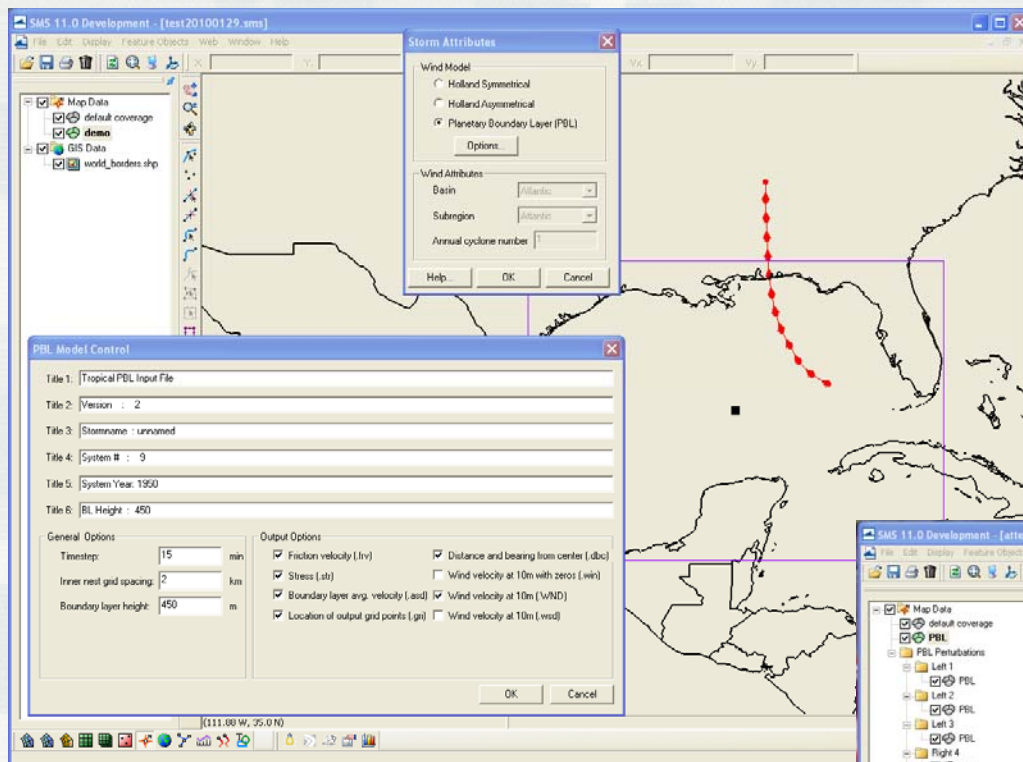 SMS 11.0 Development - [test20100129.sms]
File Edit Display Feature Objects Web Window Help
X: Y: Vx Vy
Map Data
default coverage
demo
GIS Data
world_borders.shp
Storm Attributes
Wind Model
Holland Symmetrical
Holland Asymmetrical
Planetary Boundary Layer (PBL)
Options...
Wind Attributes
Basin Atlantic
Subregion Atlantic
Annual cyclone number 1
Help... OK Cancel
PBL Model Control
Title 1: Tropical PBL Input File
Title 2: Version : 2
Title 3: Stormname : unnamed
Title 4: System # : 9
Title 5: System Year: 1950
Title 6: BL Height : 450
General Options
Timestep: 15 min
Inner nest grid spacing: 2 km
Boundary layer height: 450 m
Output Options
Friction velocity (.frv)
Stress (.str)
Boundary layer avg. velocity (.asd)
Location of output grid points (.gri)
Distance and bearing from center (.dbc)
Wind velocity at 10m with zeros (.win)
Wind velocity at 10m (.WND)
Wind velocity at 10m (.wsd)
OK Cancel
(111.88 W, 35.0 N)
SMS 11.0 Development - [atte
File Edit Display Feature Object
Map Data
default coverage
PBL
PBL Perturbations
Left 1
PBL
Left 2
PBL
Left 3
PBL
Right 4